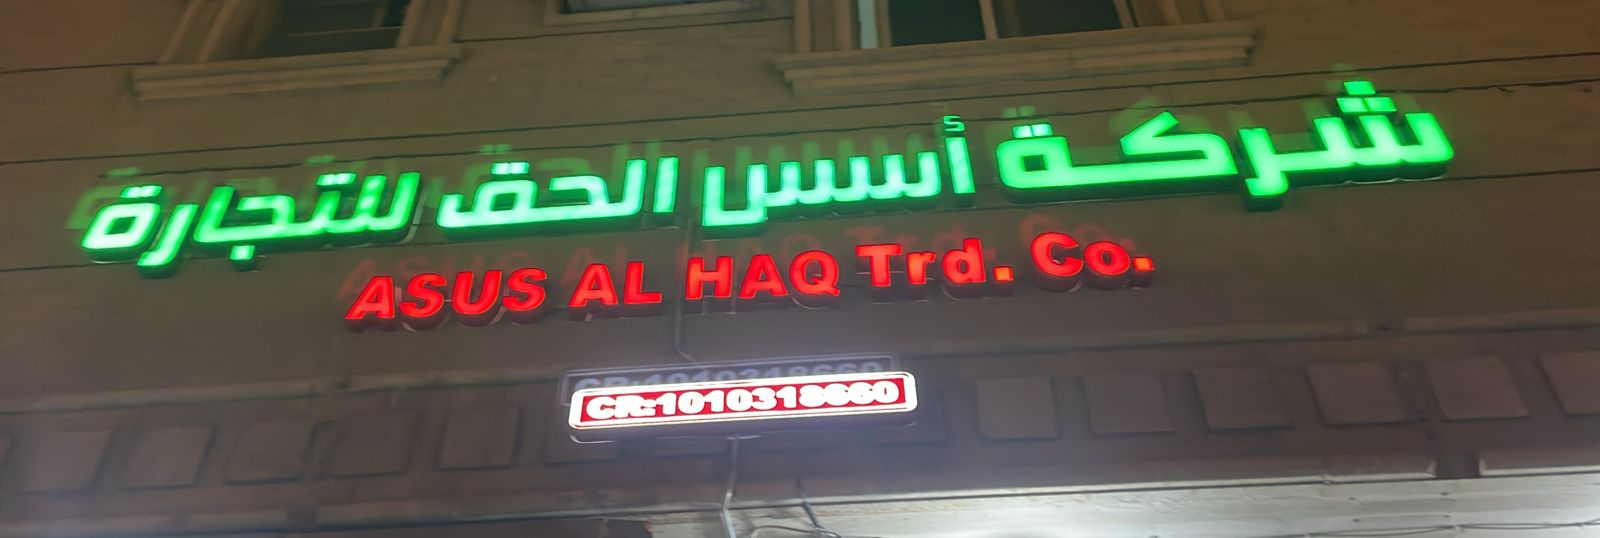 شركة أسس الحق للتجارة
ASUS AL HAQ Trd. Co.
CR:1010318660